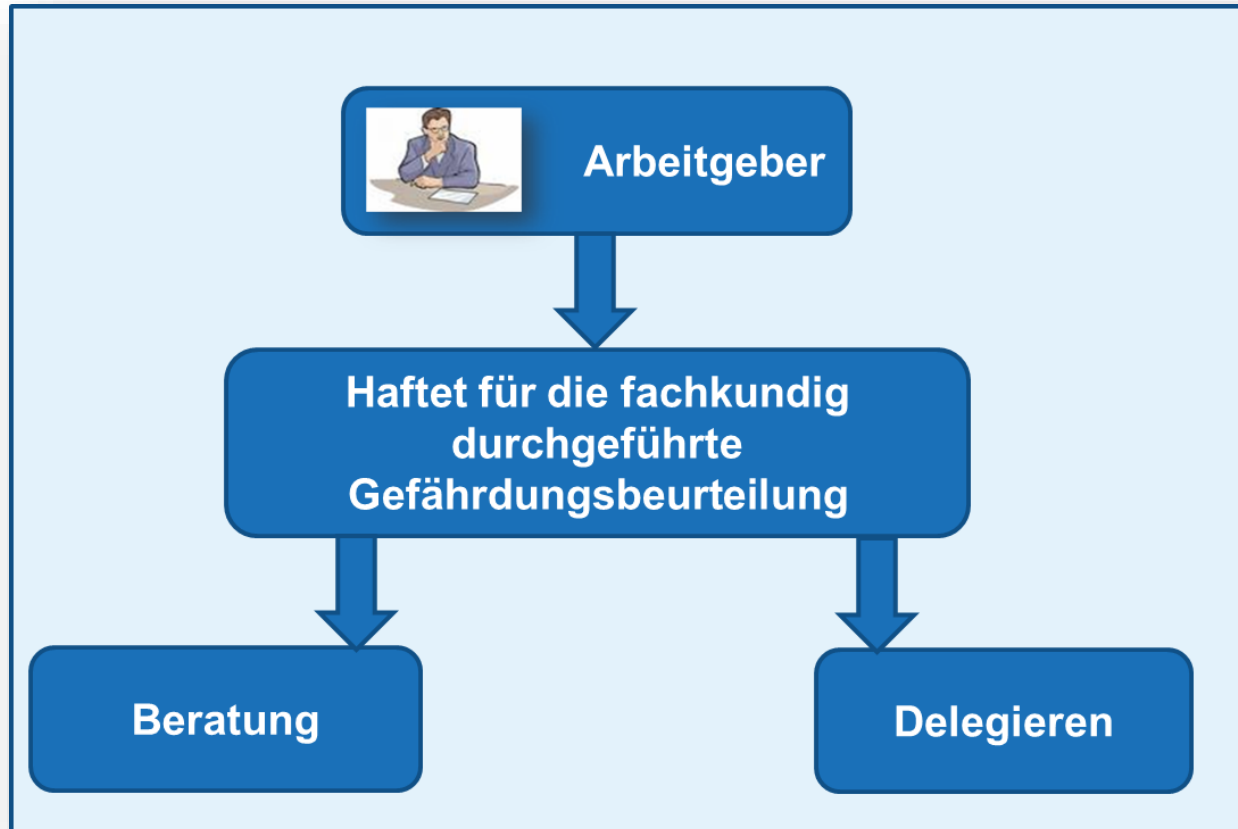 Arbeitgeber
Haftet für die fachkundig
durchgeführte
Gefährdungsbeurteilung
Beratung
Delegieren